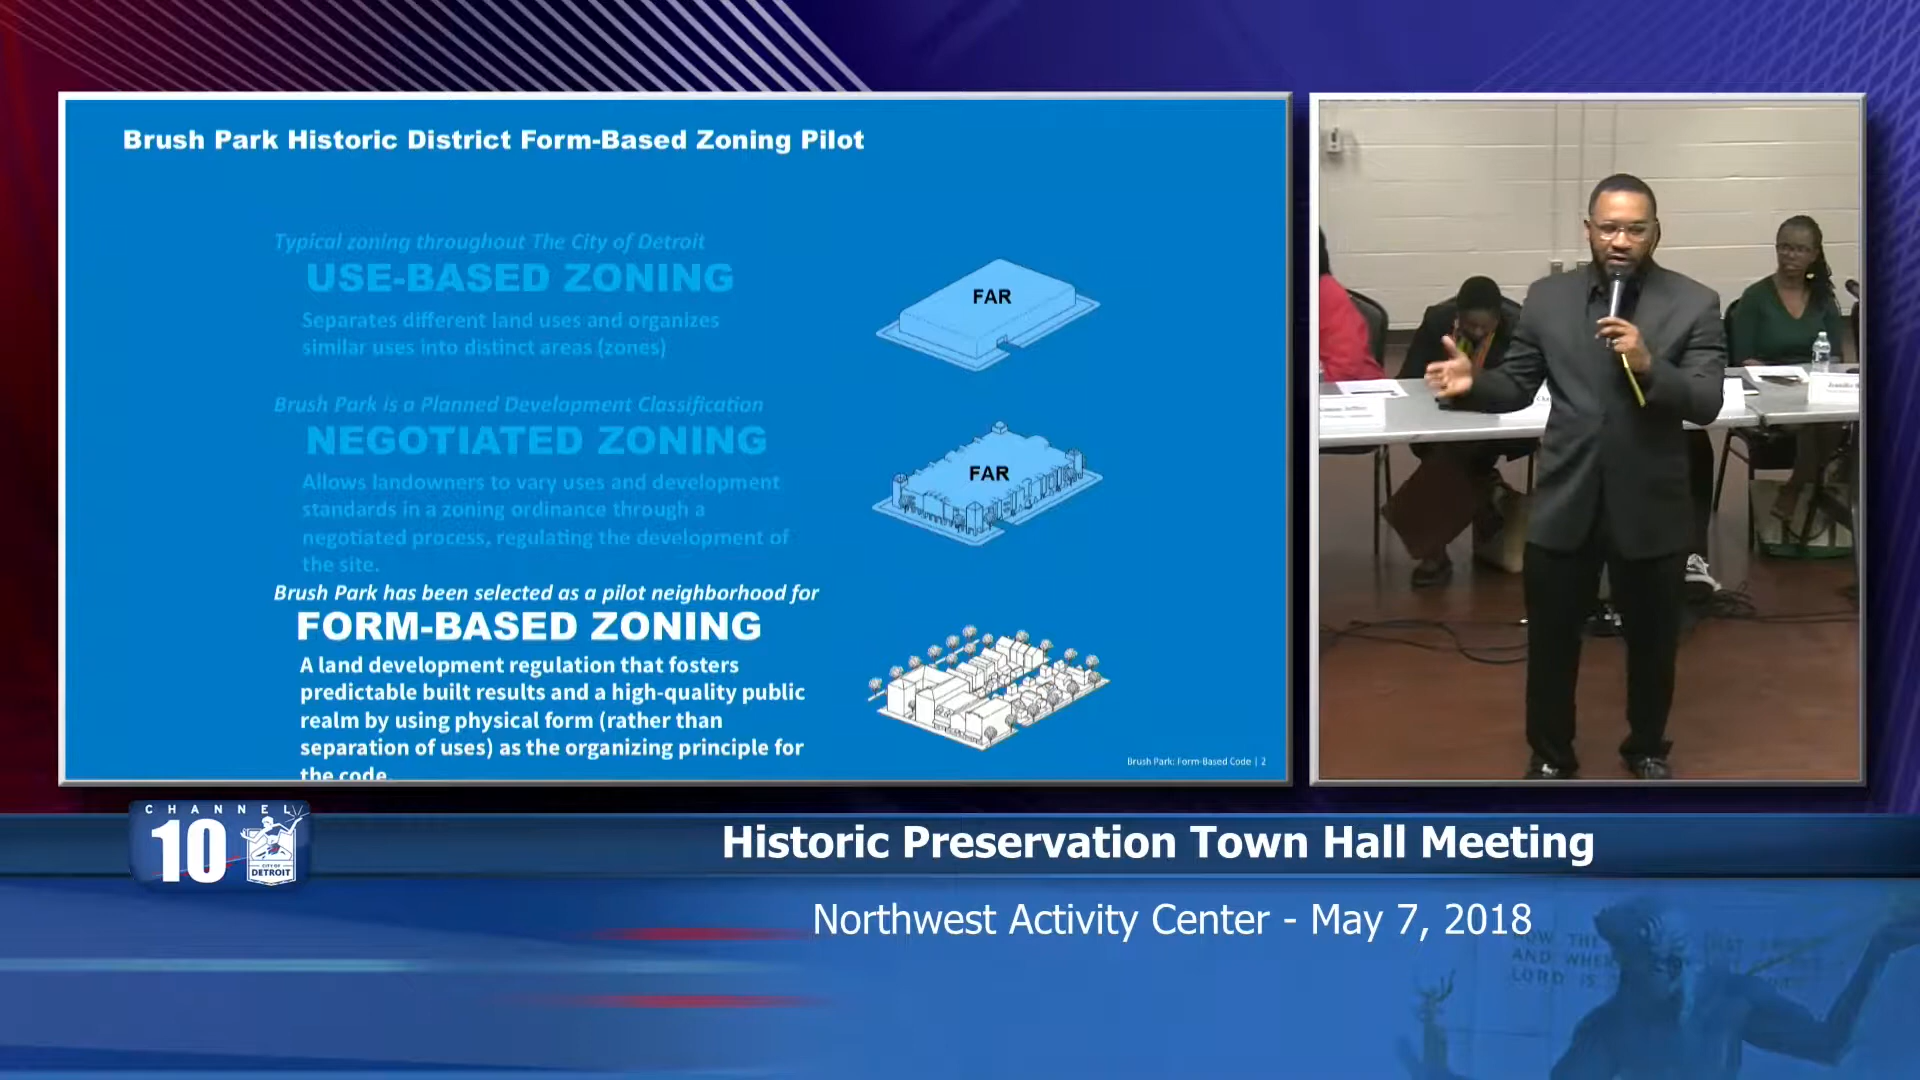 Brush Park Historic District Form-Based Zoning Pilot
Typical zoning throughout The City of Detroit
USE-BASED ZONING
Separates different land uses and organizes
similar uses into distinct areas (zones)
FAR
Brush Park is a Planned Development Classification
NEGOTIATED ZONING
Allows landowners to vary uses and development
standards in a zoning ordinance through a
negotiated process, regulating the development of
the site.
FAR
Brush Park has been selected as a pilot neighborhood for
FORM-BASED ZONING
A land development regulation that fosters
predictable built results and a high-quality public
realm by using physical form (rather than
separation of uses) as the organizing principle for
the code.
Brush Park: Form-Based Code | 2
CHANNEL
10
CITY OF
DETROIT
Historic Preservation Town Hall Meeting
Northwest Activity Center - May 7, 2018
AND
LORD IS